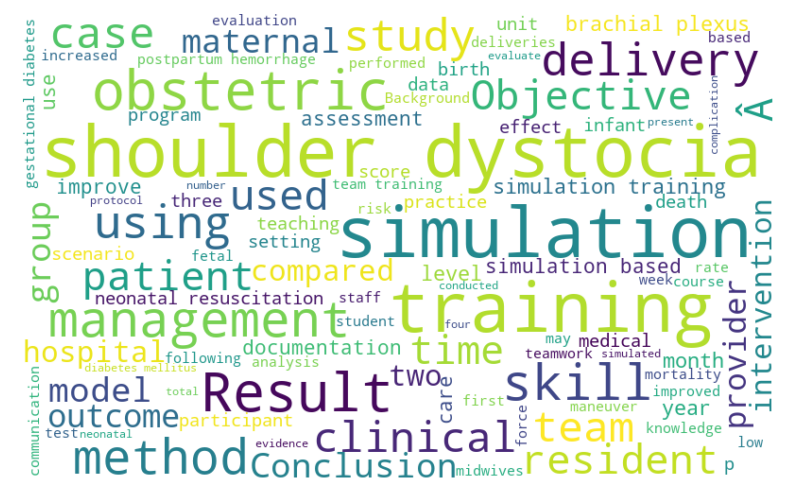 evaluation
unit
brachial plexus
case
maternal
study
deliveries
based
increased
postpartum hemorrhage
performed
evaluate
delivery
gestational diabetes
use
obstetric
birth
data
Background
Objective
Â
complication
program
assessment
effect
infant
present
shoulder dystocia
score
improve
number
used
team training
simulation training
protocol
three
risk
practice
death
group
using
teaching
simulation
setting
scenario
fetal
patient
compared
level
simulation based
rate
week
course
neonatal resuscitation
staff
conducted
training
management
student
four
provider
intervention
hospital
following
documentation
time
may
medical
month
analysis
teamwork
simulated
diabetes mellitus
model
total
Result
two
care
skill
mortality
improved
first
maneuver
year
outcome
participant
force
team
knowledge
communication
test
neonatal
evidence
clinical
low
method
Conclusion
midwives
resident
p